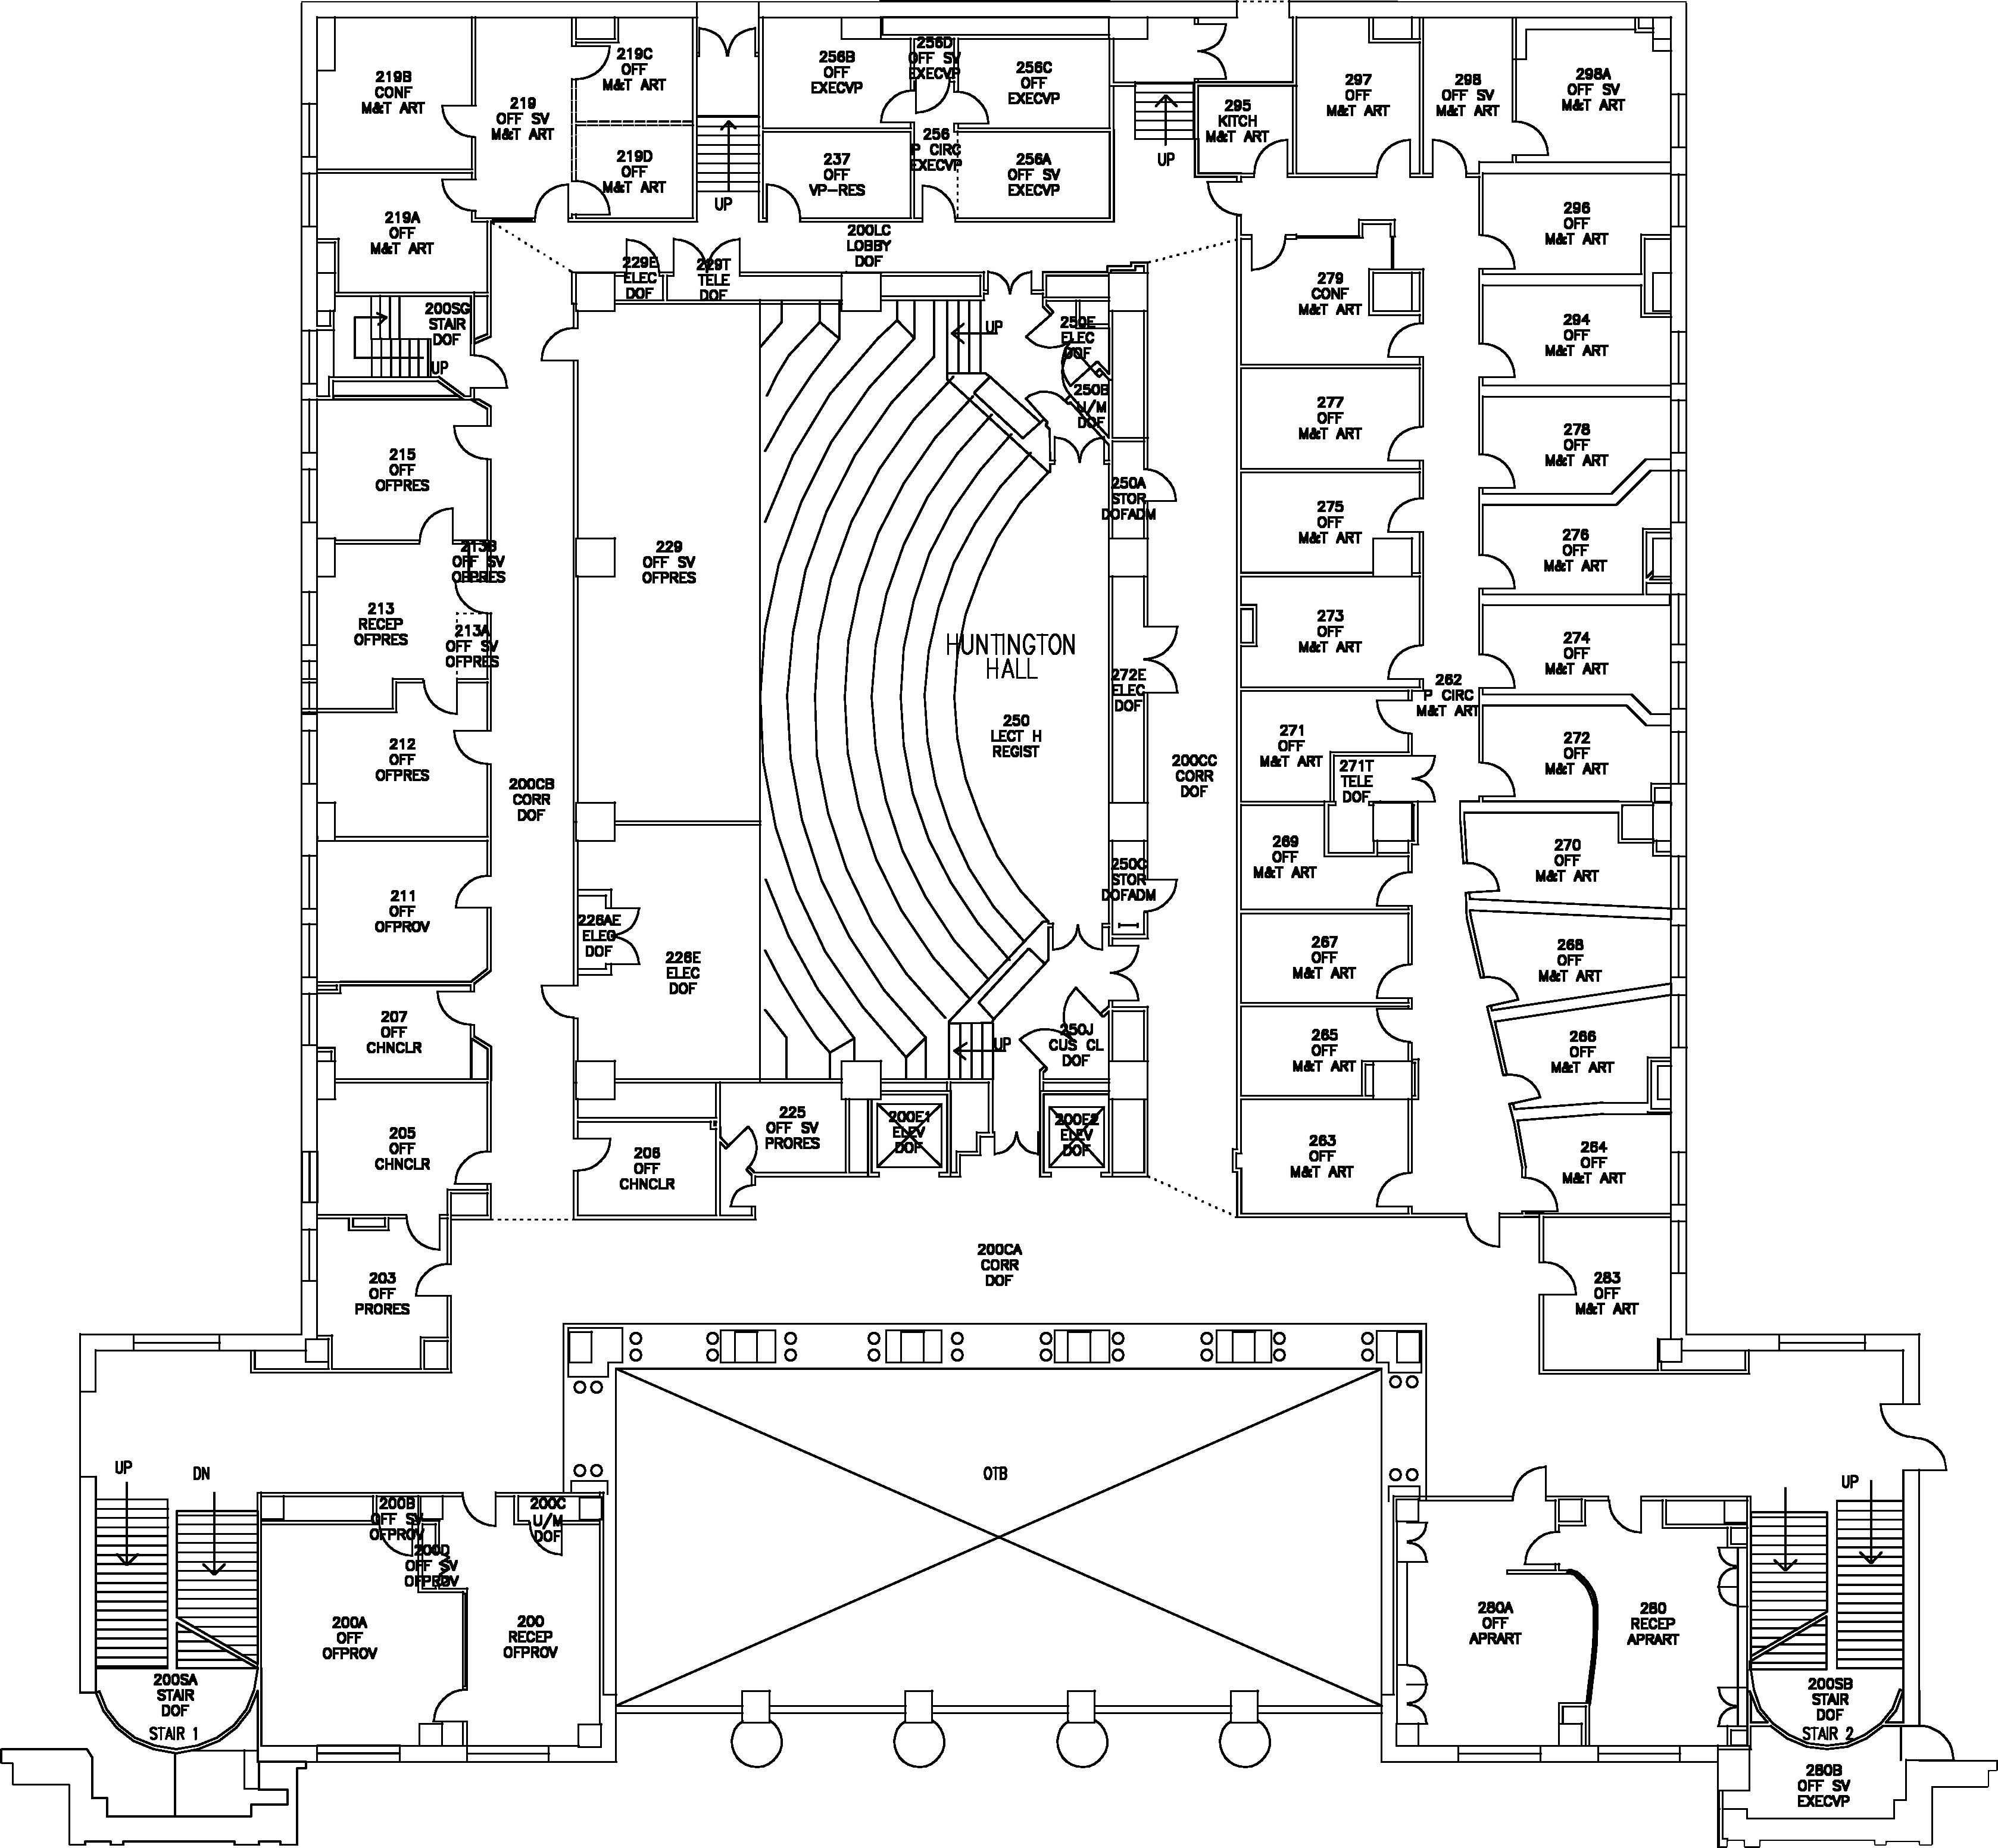 219B
CONF
M&T ART
219
OFF SV
M&T ART
219C
OFF
M&T ART
219D
OFF
M&T ART
219A
OFF
M&T ART
UP
256B
OFF
EXECVP
256D
OFF SV
EXECVP
256C
OFF
EXECVP
237
OFF
VP-RES
256
P CIRC
EXECVP
256A
OFF SV
EXECVP
UP
295
KITCH
M&T ART
297
OFF
M&T ART
298
OFF SV
M&T ART
298A
OFF SV
M&T ART
296
OFF
M&T ART
200LC
LOBBY
DOF
229E
ELEC
DOF
229T
TELE
DOF
200SG
STAIR
DOF
UP
UP
250E
ELEC
DOF
250B
U/M
DOF
279
CONF
M&T ART
294
OFF
M&T ART
277
OFF
M&T ART
278
OFF
M&T ART
215
OFF
OFPRES
250A
STOR
DOFADM
275
OFF
M&T ART
276
OFF
M&T ART
213B
OFF SV
OFPRES
229
OFF SV
OFPRES
213
RECEP
OFPRES
213A
OFF SV
OFPRES
HUNTINGTON
HALL
273
OFF
M&T ART
274
OFF
M&T ART
272E
ELEC
DOF
262
P CIRC
M&T ART
250
LECT H
REGIST
212
OFF
OFPRES
200CB
CORR
DOF
200CC
CORR
DOF
271
OFF
M&T ART
271T
TELE
DOF
272
OFF
M&T ART
269
OFF
M&T ART
270
OFF
M&T ART
250C
STOR
DOFADM
211
OFF
OFPROV
226AE
ELEC
DOF
226E
ELEC
DOF
267
OFF
M&T ART
268
OFF
M&T ART
207
OFF
CHNCLR
UP
250J
CUS CL
DOF
265
OFF
M&T ART
266
OFF
M&T ART
205
OFF
CHNCLR
206
OFF
CHNCLR
225
OFF SV
PRORES
200E1
ELEV
DOF
200E2
ELEV
DOF
263
OFF
M&T ART
264
OFF
M&T ART
200CA
CORR
DOF
203
OFF
PRORES
283
OFF
M&T ART
UP
DN
OTB
UP
200B
OFF SV
OFPROV
200C
U/M
DOF
200D
OFF SV
OFPROV
200A
OFF
OFPROV
200
RECEP
OFPROV
280A
OFF
APRART
280
RECEP
APRART
200SA
STAIR
DOF
STAIR 1
200SB
STAIR
DOF
STAIR 2
280B
OFF SV
EXECVP